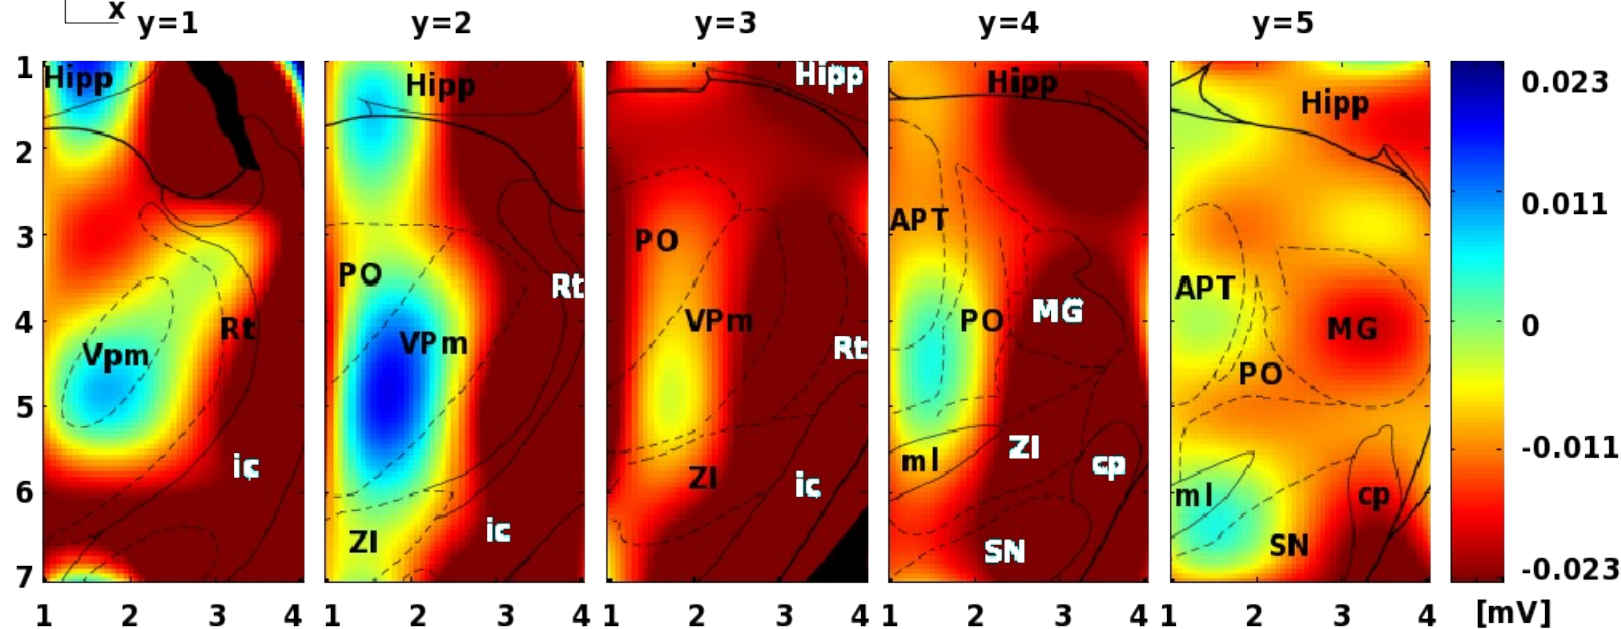 x
y=1 y=2 y=3 y=4 y=5
1 Hipp Hipp Hipp Hipp Hipp 0.023
2
APT 0.011
3 PO PO
Rt APT
4 Rt VPm VPm PO MG MG 0
Vpm Rt
PO
5
ic ZI -0.011
ml cp
ZI ic ml cp
6
ic
ZI SN SN
7 -0.023
1 2 3 4 1 2 3 4 1 2 3 4 1 2 3 4 1 2 3 4 [mV]